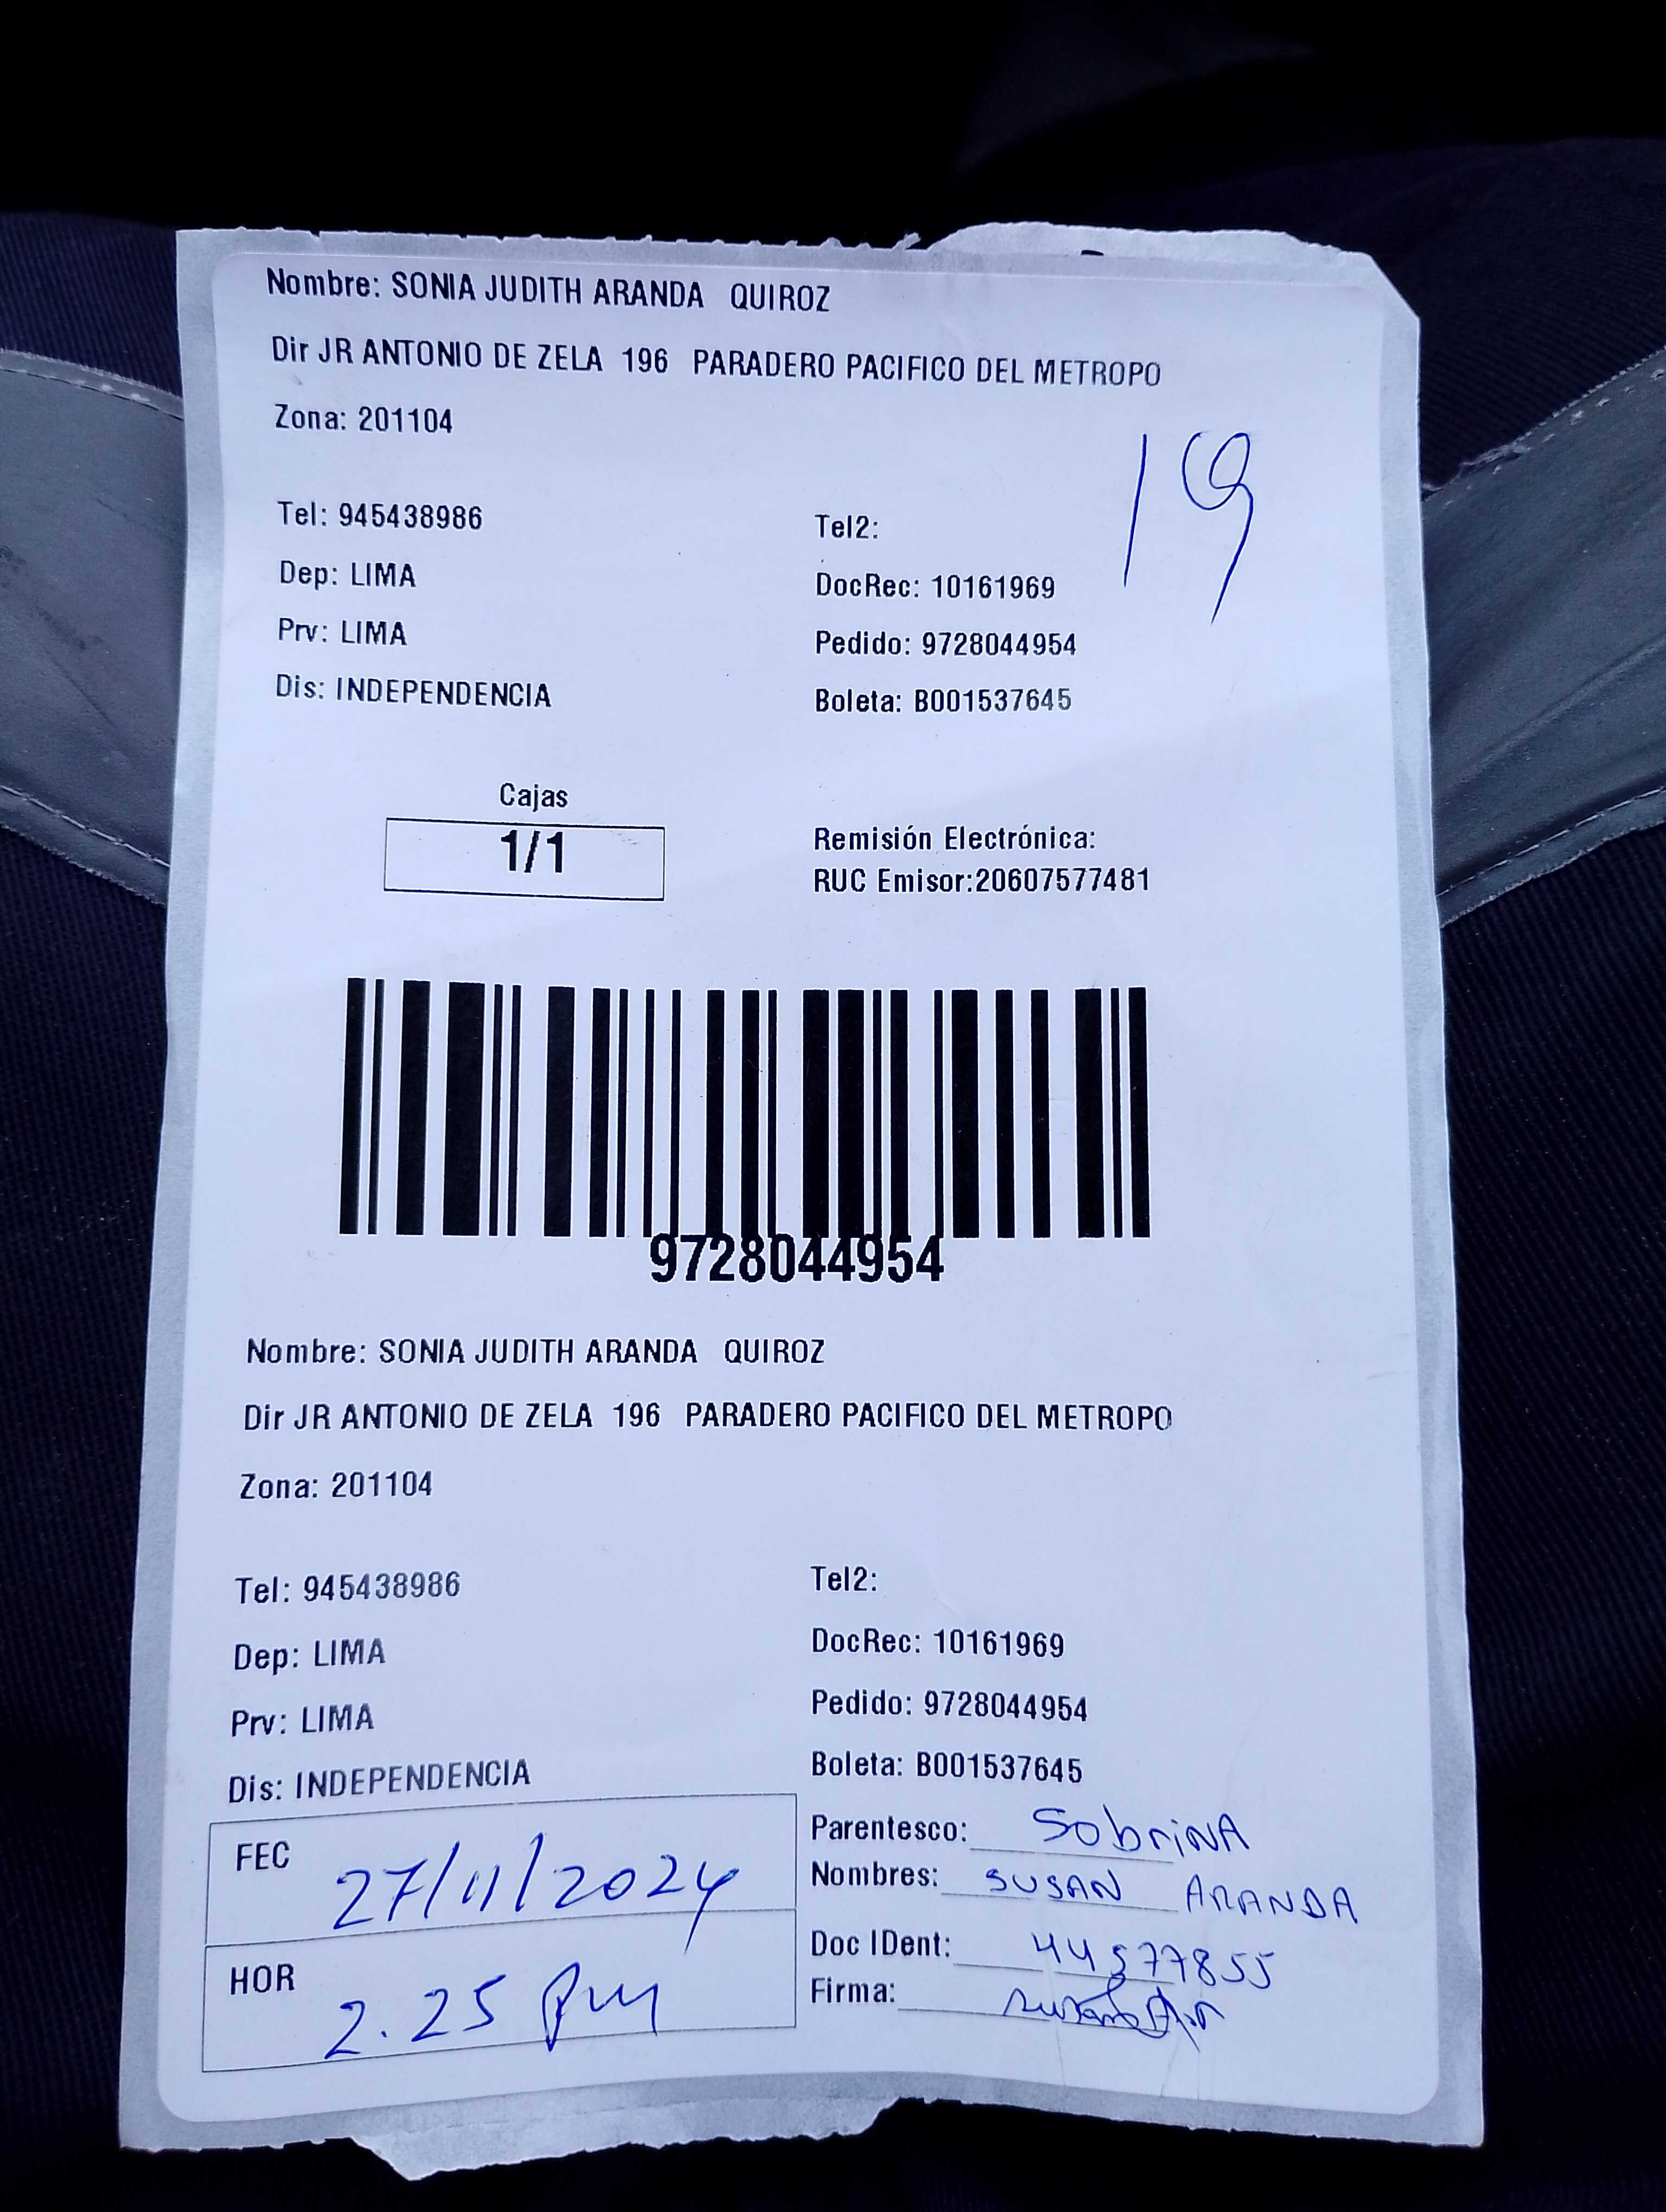 Nombre: SONIA JUDITH ARANDA QUIROZ
Dir JR ANTONIO DE ZELA 196 PARADERO PACIFICO DEL METROPO
Zona: 201104
19
Tel: 945438986 Tel2:
Dep: LIMA DocRec: 10161969
Prv: LIMA Pedido: 9728044954
Dis: INDEPENDENCIA Boleta: B001537645
Cajas
1/1
Remisión Electrónica:
RUC Emisor:20607577481
9728044954
Nombre: SONIA JUDITH ARANDA QUIROZ
Dir JR ANTONIO DE ZELA 196 PARADERO PACIFICO DEL METROPO
Zona: 201104
Tel: 945438986 Tel2:
Dep: LIMA DocRec: 10161969
Prv: LIMA Pedido: 9728044954
Dis: INDEPENDENCIA Boleta: B001537645
FEC 27/11/2024
HOR 2.25 pm
Parentesco: SobriNA
Nombres: SUSAN ARANDA
Doc IDent: 44577855
Firma: